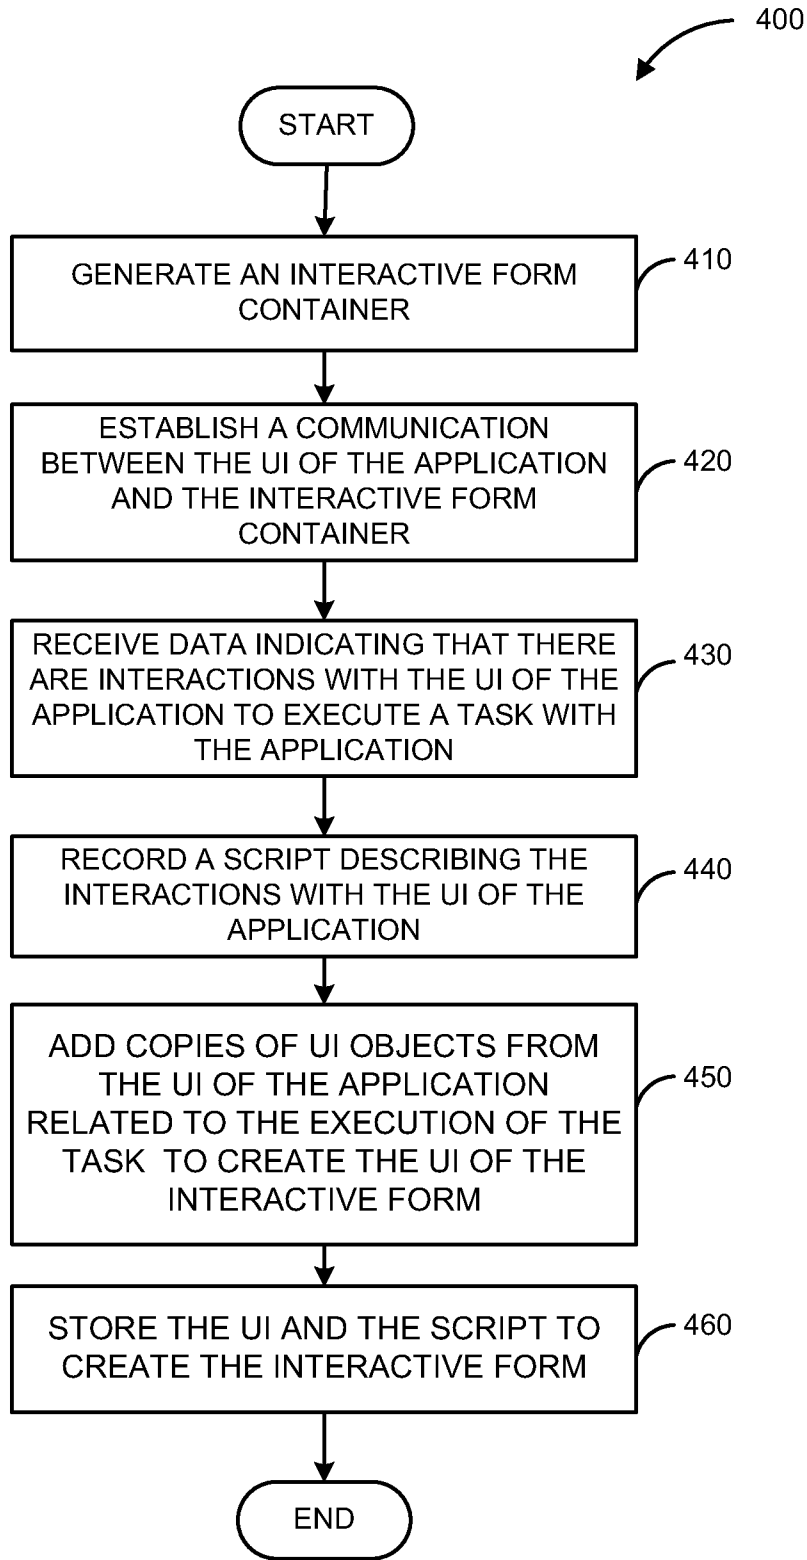 400
START
GENERATE AN INTERACTIVE FORM
CONTAINER
410
ESTABLISH A COMMUNICATION
BETWEEN THE UI OF THE APPLICATION
AND THE INTERACTIVE FORM
CONTAINER
420
RECEIVE DATA INDICATING THAT THERE
ARE INTERACTIONS WITH THE UI OF THE
APPLICATION TO EXECUTE A TASK WITH
THE APPLICATION
430
RECORD A SCRIPT DESCRIBING THE
INTERACTIONS WITH THE UI OF THE
APPLICATION
440
ADD COPIES OF UI OBJECTS FROM
THE UI OF THE APPLICATION
RELATED TO THE EXECUTION OF THE
TASK TO CREATE THE UI OF THE
INTERACTIVE FORM
450
STORE THE UI AND THE SCRIPT TO
CREATE THE INTERACTIVE FORM
460
END